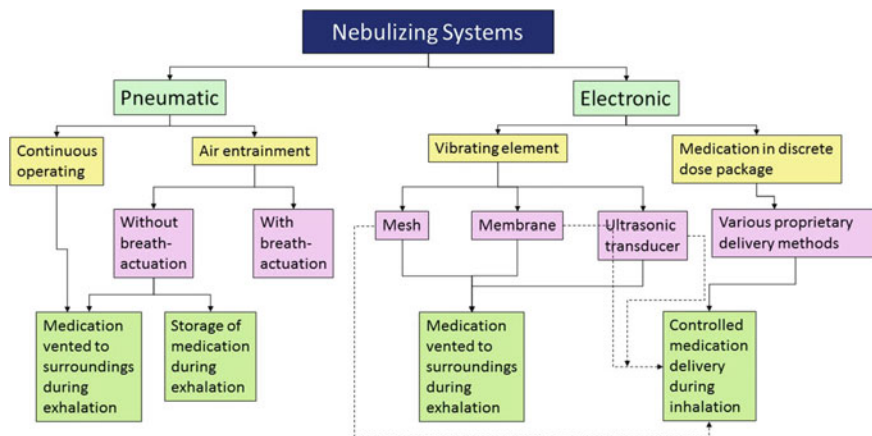 Nebulizing Systems
Pneumatic
Electronic
Continuous
operating
Air entrainment
Vibrating element
Medication in discrete
dose package
Without
breath-
actuation
With
breath-
actuation
Mesh
Membrane
Ultrasonic
transducer
Various proprietary
delivery methods
Medication
vented to
surroundings
during
exhalation
Storage of
medication
during
exhalation
Medication
vented to
surroundings
during
exhalation
Controlled
medication
delivery
during
inhalation